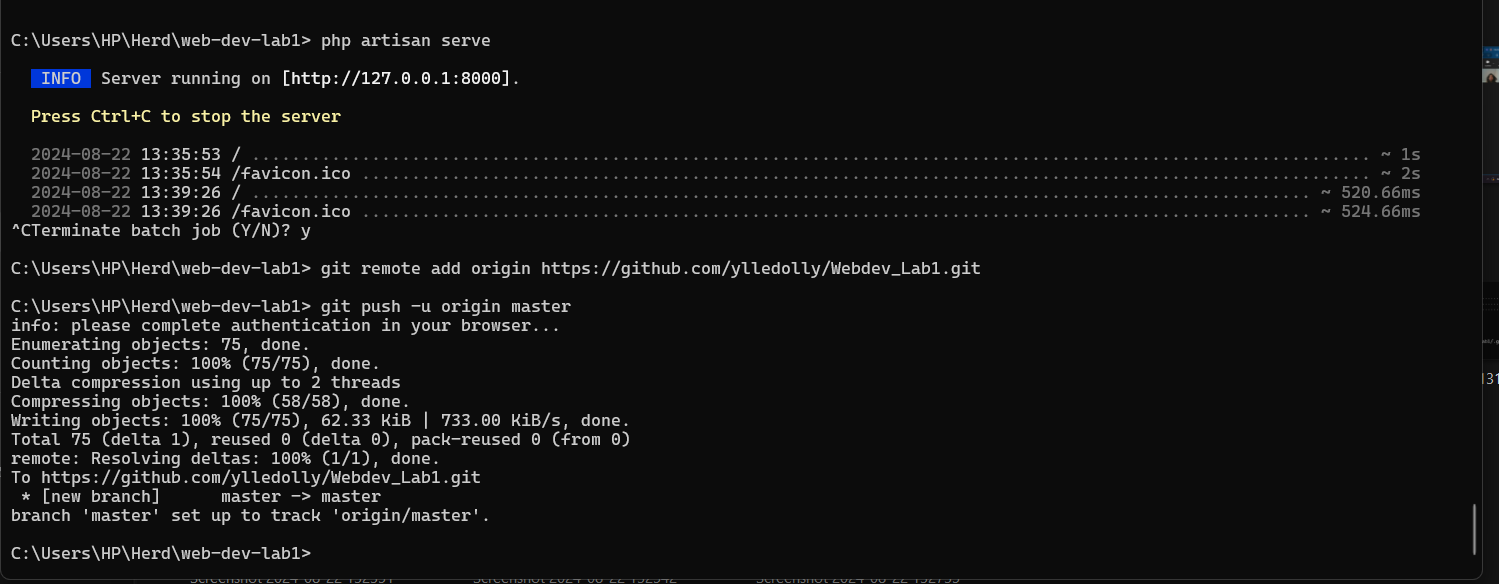 C:\Users\HP\Herd\web-dev-lab1> php artisan serve
INFO Server running on [http://127.0.0.1:8000].
Press Ctrl+C to stop the server
2024-08-22 13:35:53 / ................................................................................................................ ~ 1s
2024-08-22 13:35:54 /favicon.ico ..................................................................................................... ~ 2s
2024-08-22 13:39:26 / .......................................................................................................... ~ 520.66ms
2024-08-22 13:39:26 /favicon.ico ............................................................................................... ~ 524.66ms
^CTerminate batch job (Y/N)? y
C:\Users\HP\Herd\web-dev-lab1> git remote add origin https://github.com/ylledolly/Webdev_Lab1.git
C:\Users\HP\Herd\web-dev-lab1> git push -u origin master
info: please complete authentication in your browser...
Enumerating objects: 75, done.
Counting objects: 100% (75/75), done.
Delta compression using up to 2 threads
Compressing objects: 100% (58/58), done.
Writing objects: 100% (75/75), 62.33 KiB | 733.00 KiB/s, done.
Total 75 (delta 1), reused 0 (delta 0), pack-reused 0 (from 0)
remote: Resolving deltas: 100% (1/1), done.
To https://github.com/ylledolly/Webdev_Lab1.git
* [new branch]      master -> master
branch 'master' set up to track 'origin/master'.
C:\Users\HP\Herd\web-dev-lab1>